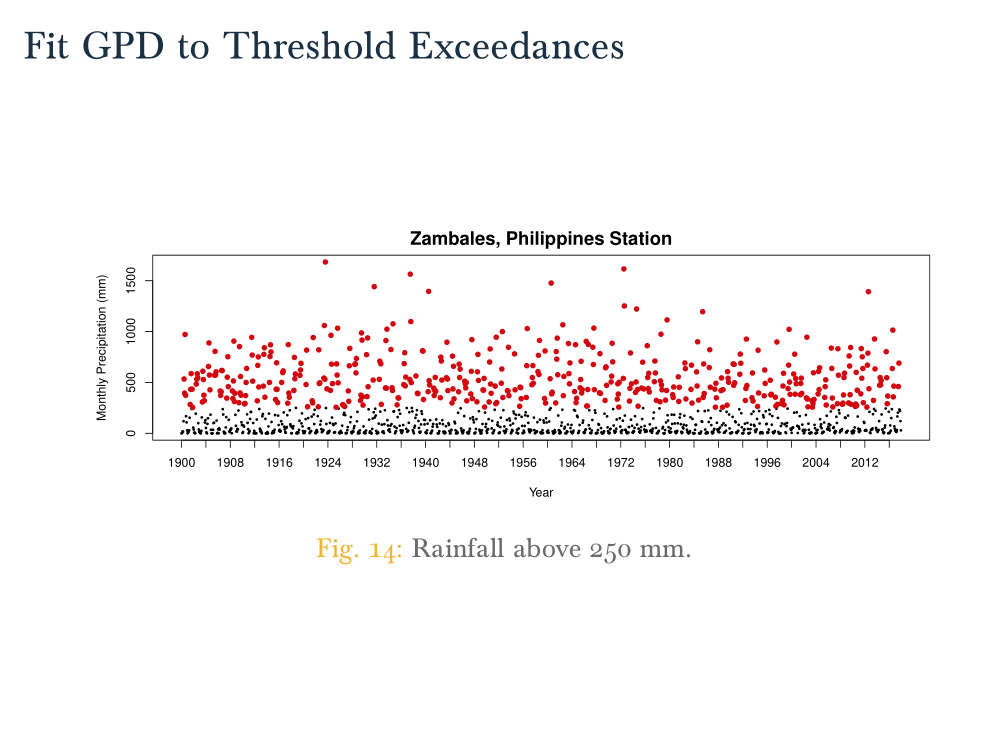 Fit GPD to Threshold Exceedances
Zambales, Philippines Station
Monthly Precipitation (mm)
1500
1000
500
0
1900 1908 1916 1924 1932 1940 1948 1956 1964 1972 1980 1988 1996 2004 2012
Year
Fig. 14: Rainfall above 250 mm.